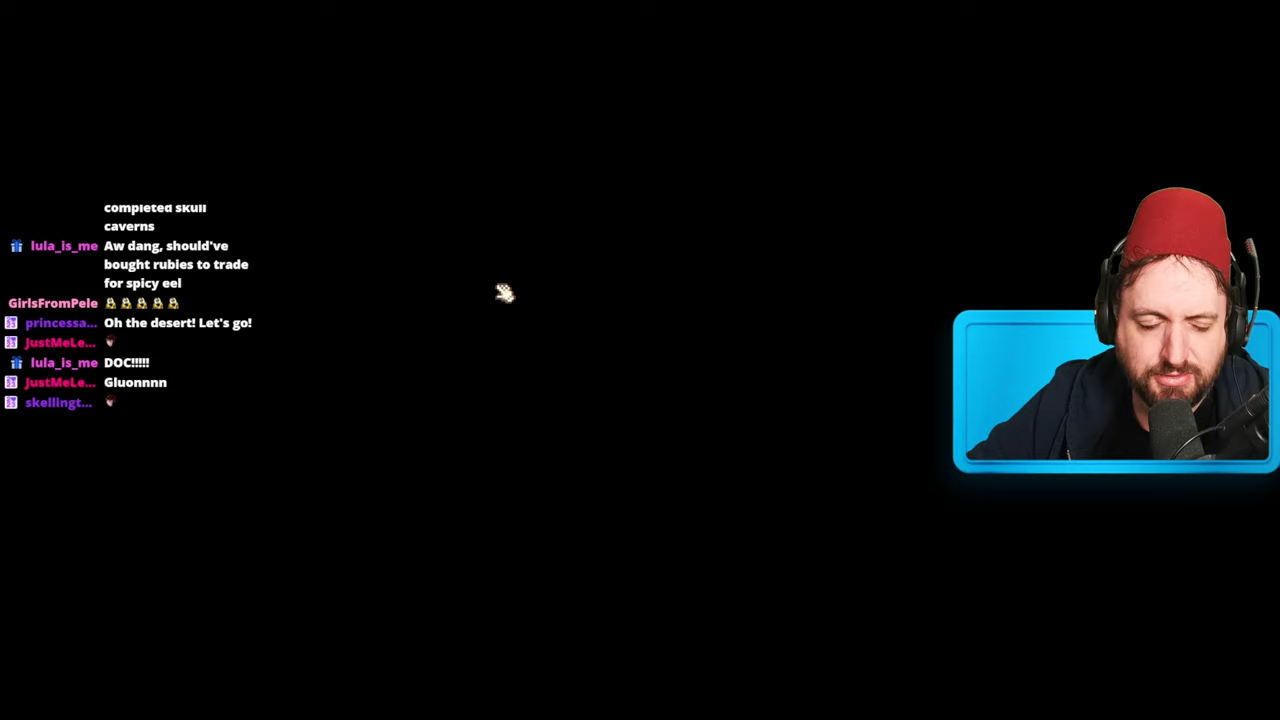 completed skull
caverns
lula_is_me Aw dang, should've
bought rubies to trade
for spicy eel
GirlsFromPele
princessa... Oh the desert! Let's go!
JustMeLe...
lula_is_me DOC!!!!!
JustMeLe... Gluonnnn
skellingt...